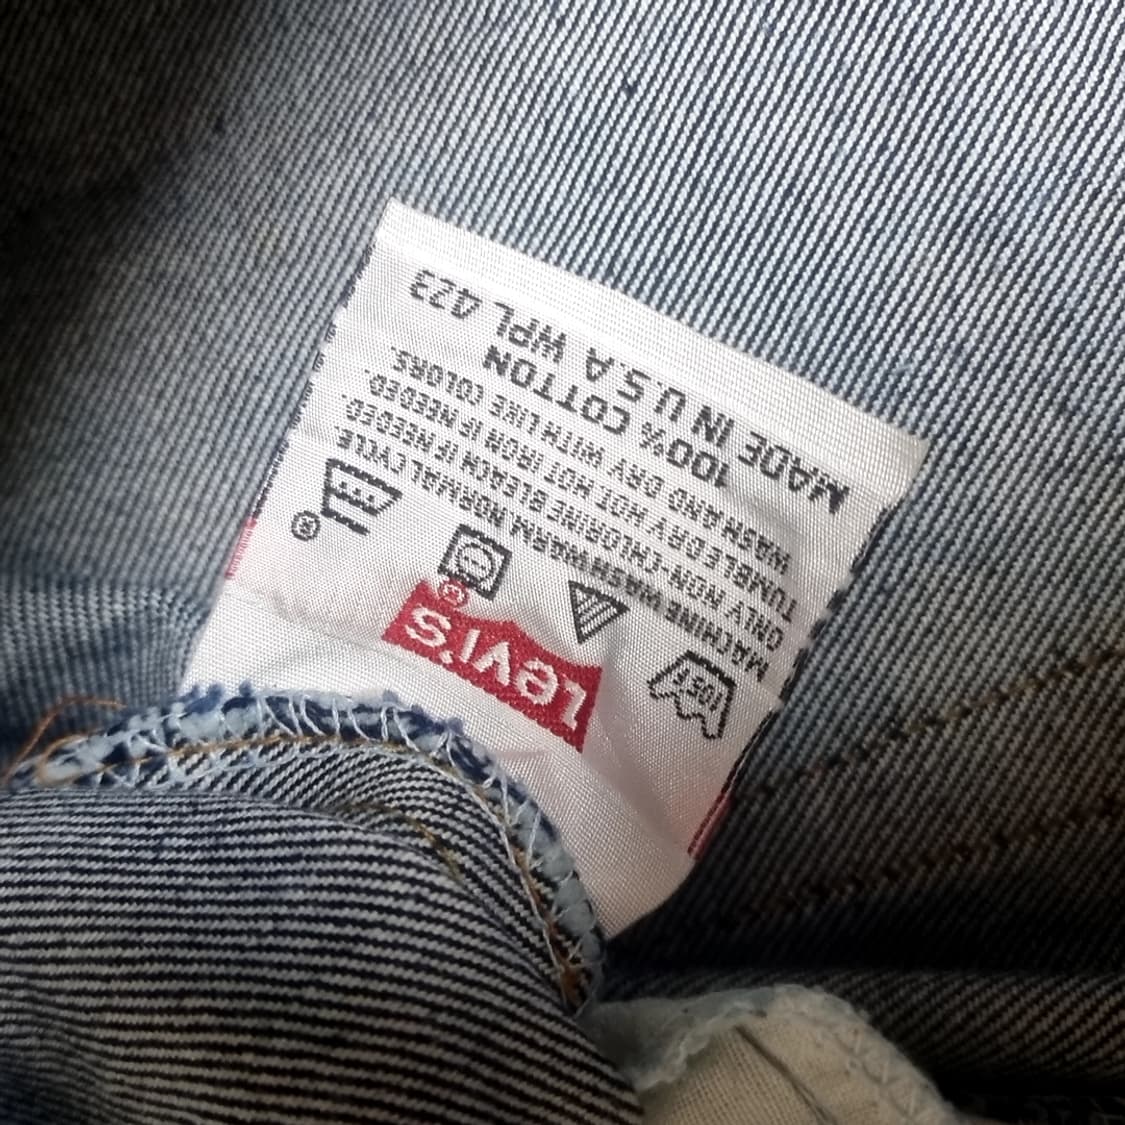 MADE IN U.S.A WPL 423
100% COTTON
WASH AND DRY WITH LIKE COLORS.
TUMBLE DRY HOT HOT IRON IF NEEDED.
ONLY NON-CHLORINE BLEACH IF NEEDED.
MACHINE WASH WARM NORMAL CYCLE
Levi's®
®